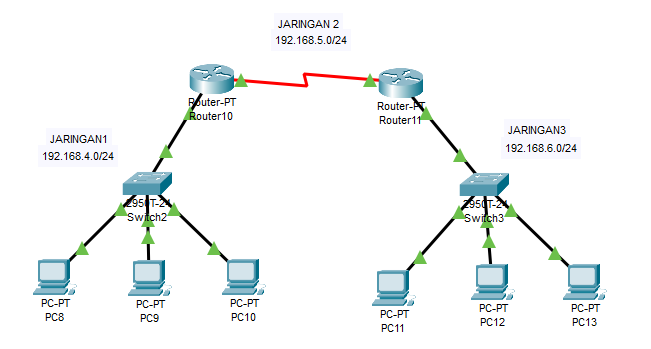 JARINGAN 2
192.168.5.0/24
Router-PT
Router10
Router-PT
Router11
JARINGAN1
192.168.4.0/24
JARINGAN3
192.168.6.0/24
2950T-24
Switch2
2950T-24
Switch3
PC-PT
PC8
PC-PT
PC9
PC-PT
PC10
PC-PT
PC11
PC-PT
PC12
PC-PT
PC13